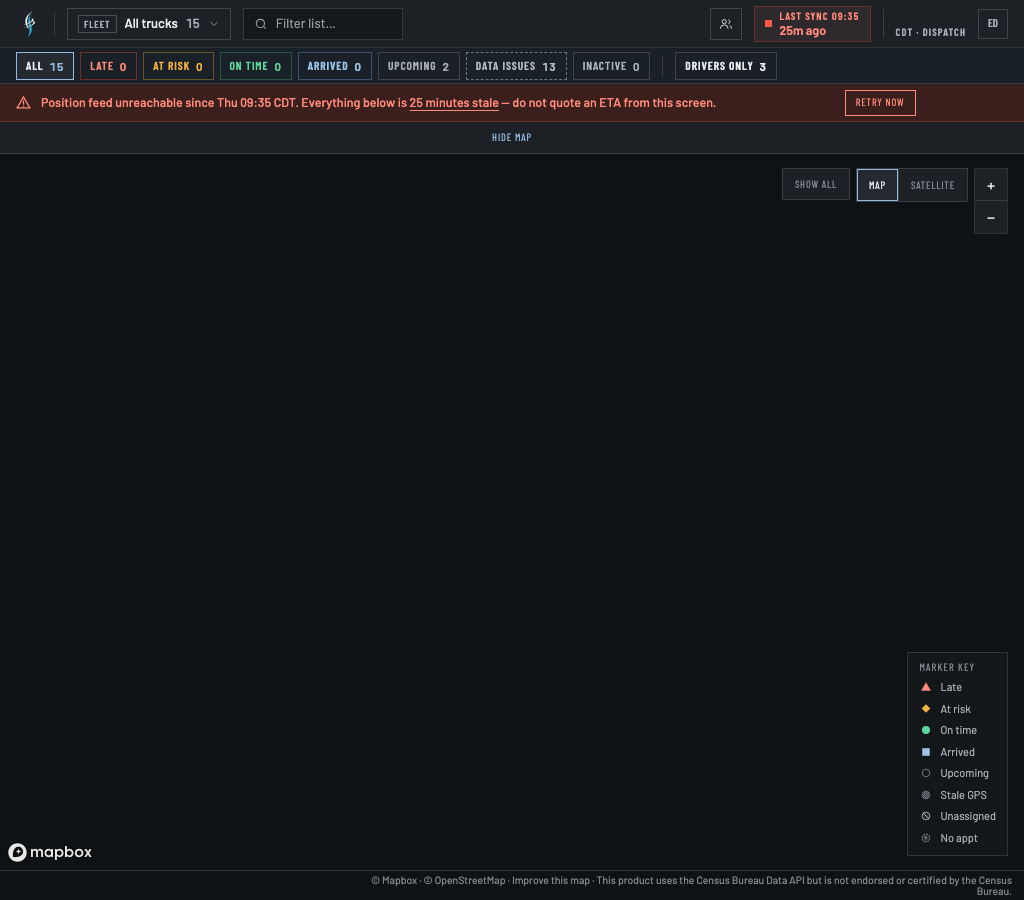 FLEET All trucks 15
Filter list...
LAST SYNC 09:35
25m ago
CDT · DISPATCH
ED
ALL 15
LATE 0
AT RISK 0
ON TIME 0
ARRIVED 0
UPCOMING 2
DATA ISSUES 13
INACTIVE 0
DRIVERS ONLY 3
Position feed unreachable since Thu 09:35 CDT. Everything below is 25 minutes stale — do not quote an ETA from this screen.
RETRY NOW
HIDE MAP
SHOW ALL
MAP
SATELLITE
+
−
MARKER KEY
Late
At risk
On time
Arrived
Upcoming
Stale GPS
Unassigned
No appt
mapbox
© Mapbox · © OpenStreetMap · Improve this map · This product uses the Census Bureau Data API but is not endorsed or certified by the Census
Bureau.